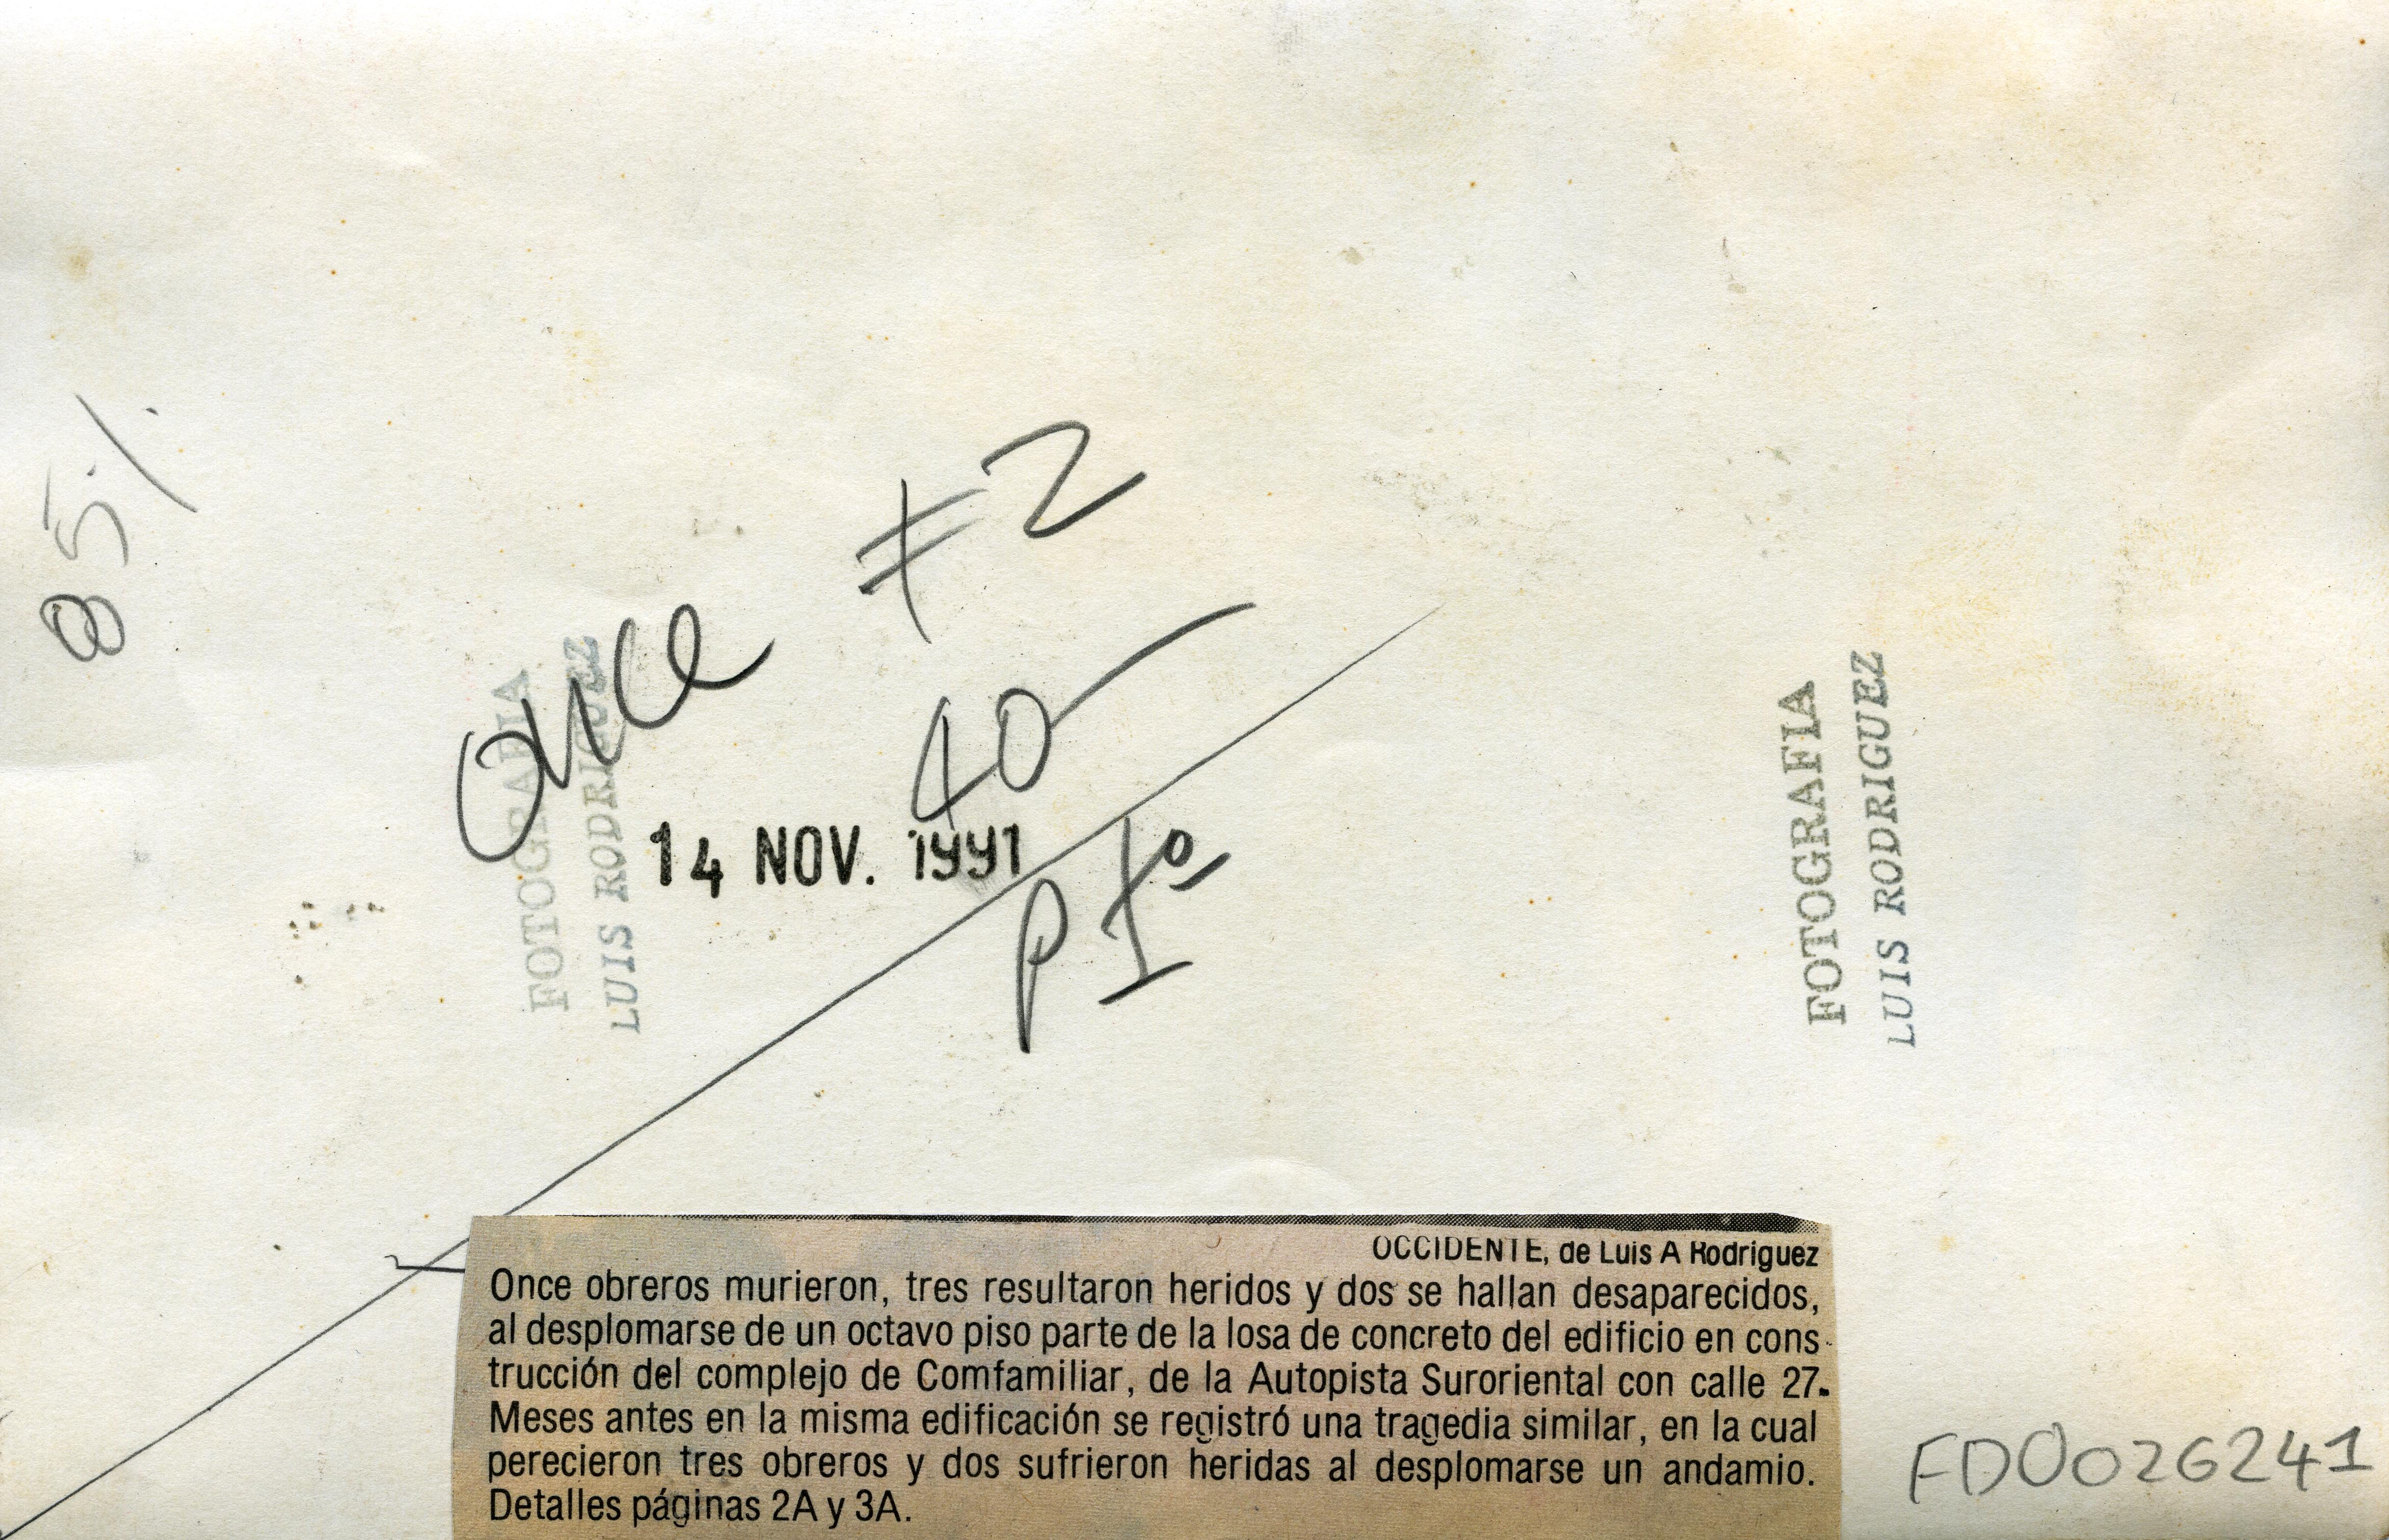 85%
Once #2
40
FOTOGRAFIA
LUIS RODRIGUEZ
14 NOV. 1991
P Iª
FOTOGRAFIA
LUIS RODRIGUEZ
OCCIDENTE, de Luis A Rodríguez
Once obreros murieron, tres resultaron heridos y dos se hallan desaparecidos,
al desplomarse de un octavo piso parte de la losa de concreto del edificio en cons-
trucción del complejo de Comfamiliar, de la Autopista Suroriental con calle 27.
Meses antes en la misma edificación se registró una tragedia similar, en la cual
perecieron tres obreros y dos sufrieron heridas al desplomarse un andamio.
Detalles páginas 2A y 3A.
FD0026241